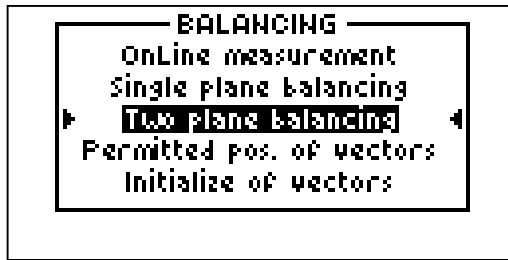 BALANCING
OnLine measurement
Single plane balancing
Two plane balancing
Permitted pos. of vectors
Initialize of vectors